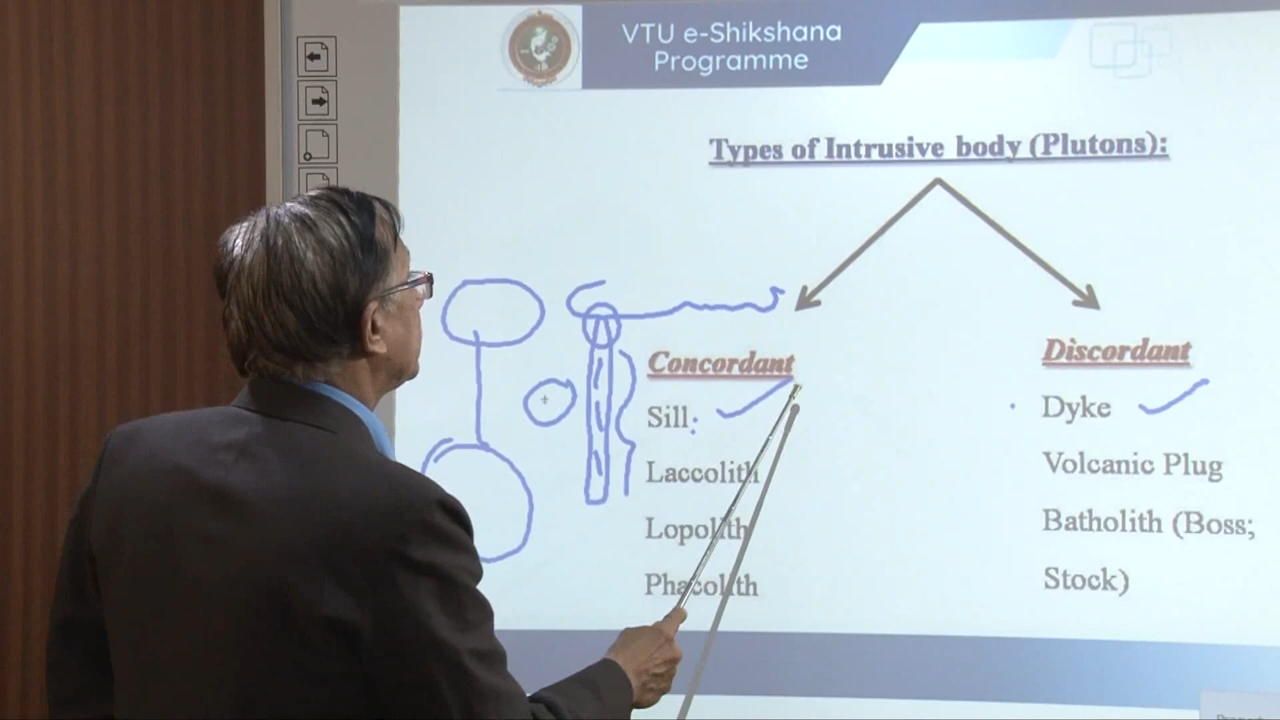 VTU e-Shikshana
Programme
Types of Intrusive body (Plutons):
Concordant
Sill:
Laccolith
Lopolith
Phacolith
Discordant
Dyke
Volcanic Plug
Batholith (Boss;
Stock)